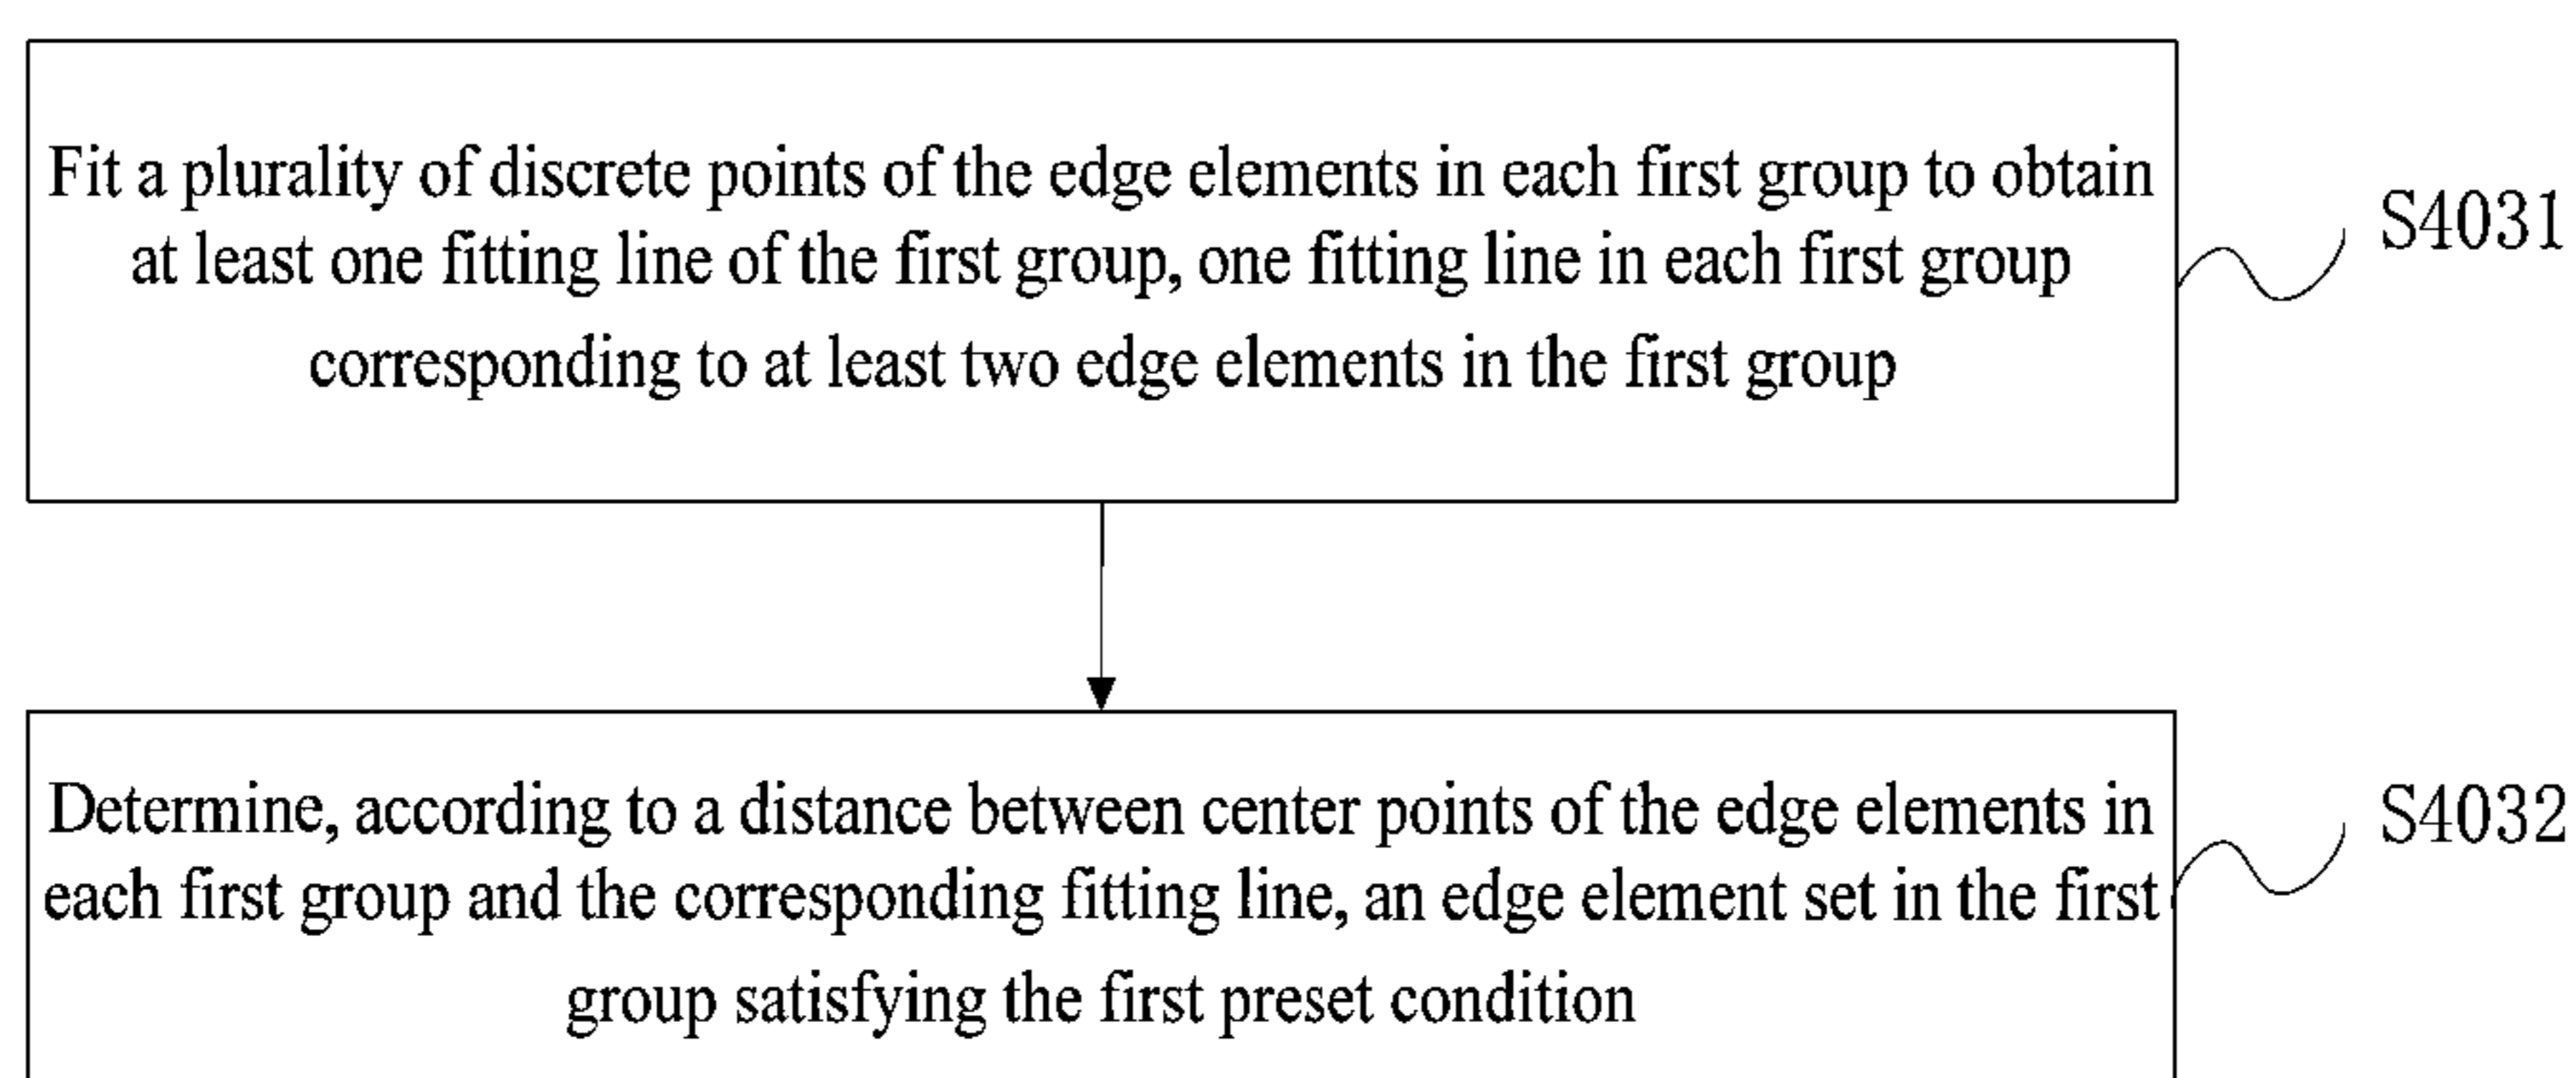 Fit a plurality of discrete points of the edge elements in each first group to obtain
at least one fitting line of the first group, one fitting line in each first group
corresponding to at least two edge elements in the first group
S4031
Determine, according to a distance between center points of the edge elements in
each first group and the corresponding fitting line, an edge element set in the first
group satisfying the first preset condition
S4032